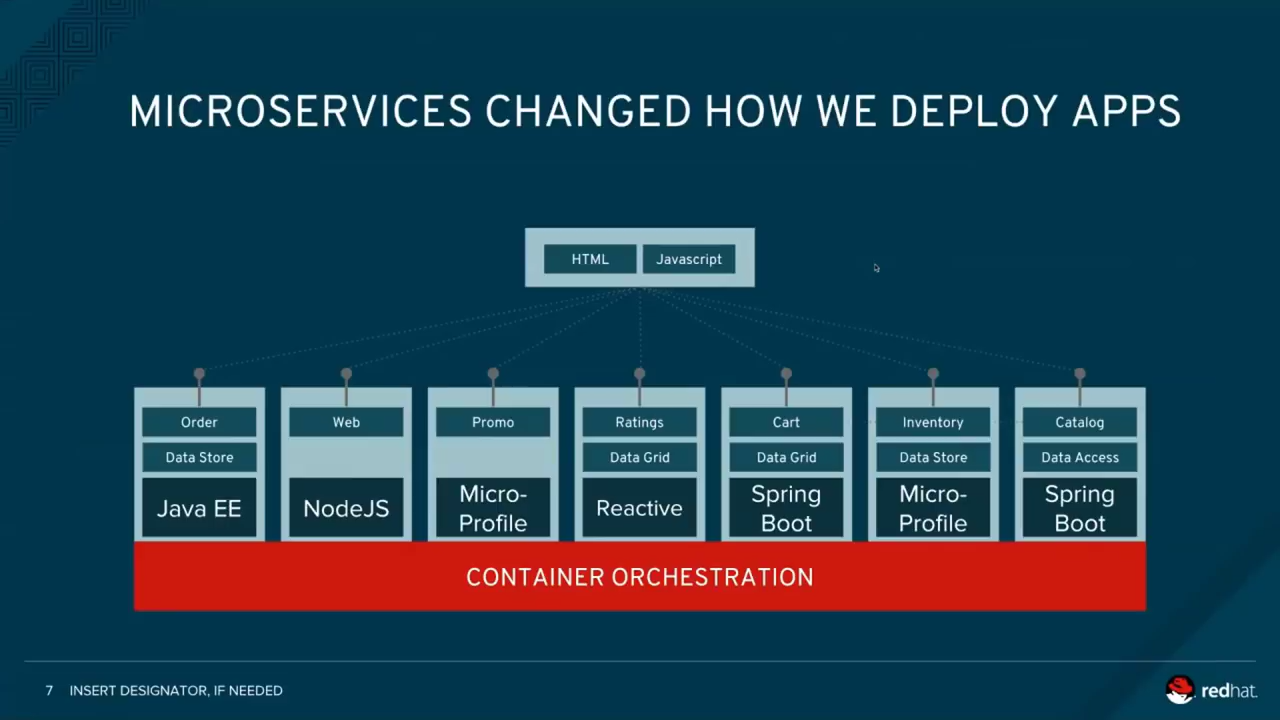 MICROSERVICES CHANGED HOW WE DEPLOY APPS
HTML
Javascript
Order
Web
Promo
Ratings
Cart
Inventory
Catalog
Data Store
Data Grid
Data Grid
Data Store
Data Access
Java EE
NodeJS
Micro-
Profile
Reactive
Spring
Boot
Micro-
Profile
Spring
Boot
CONTAINER ORCHESTRATION
7 INSERT DESIGNATOR, IF NEEDED
redhat.